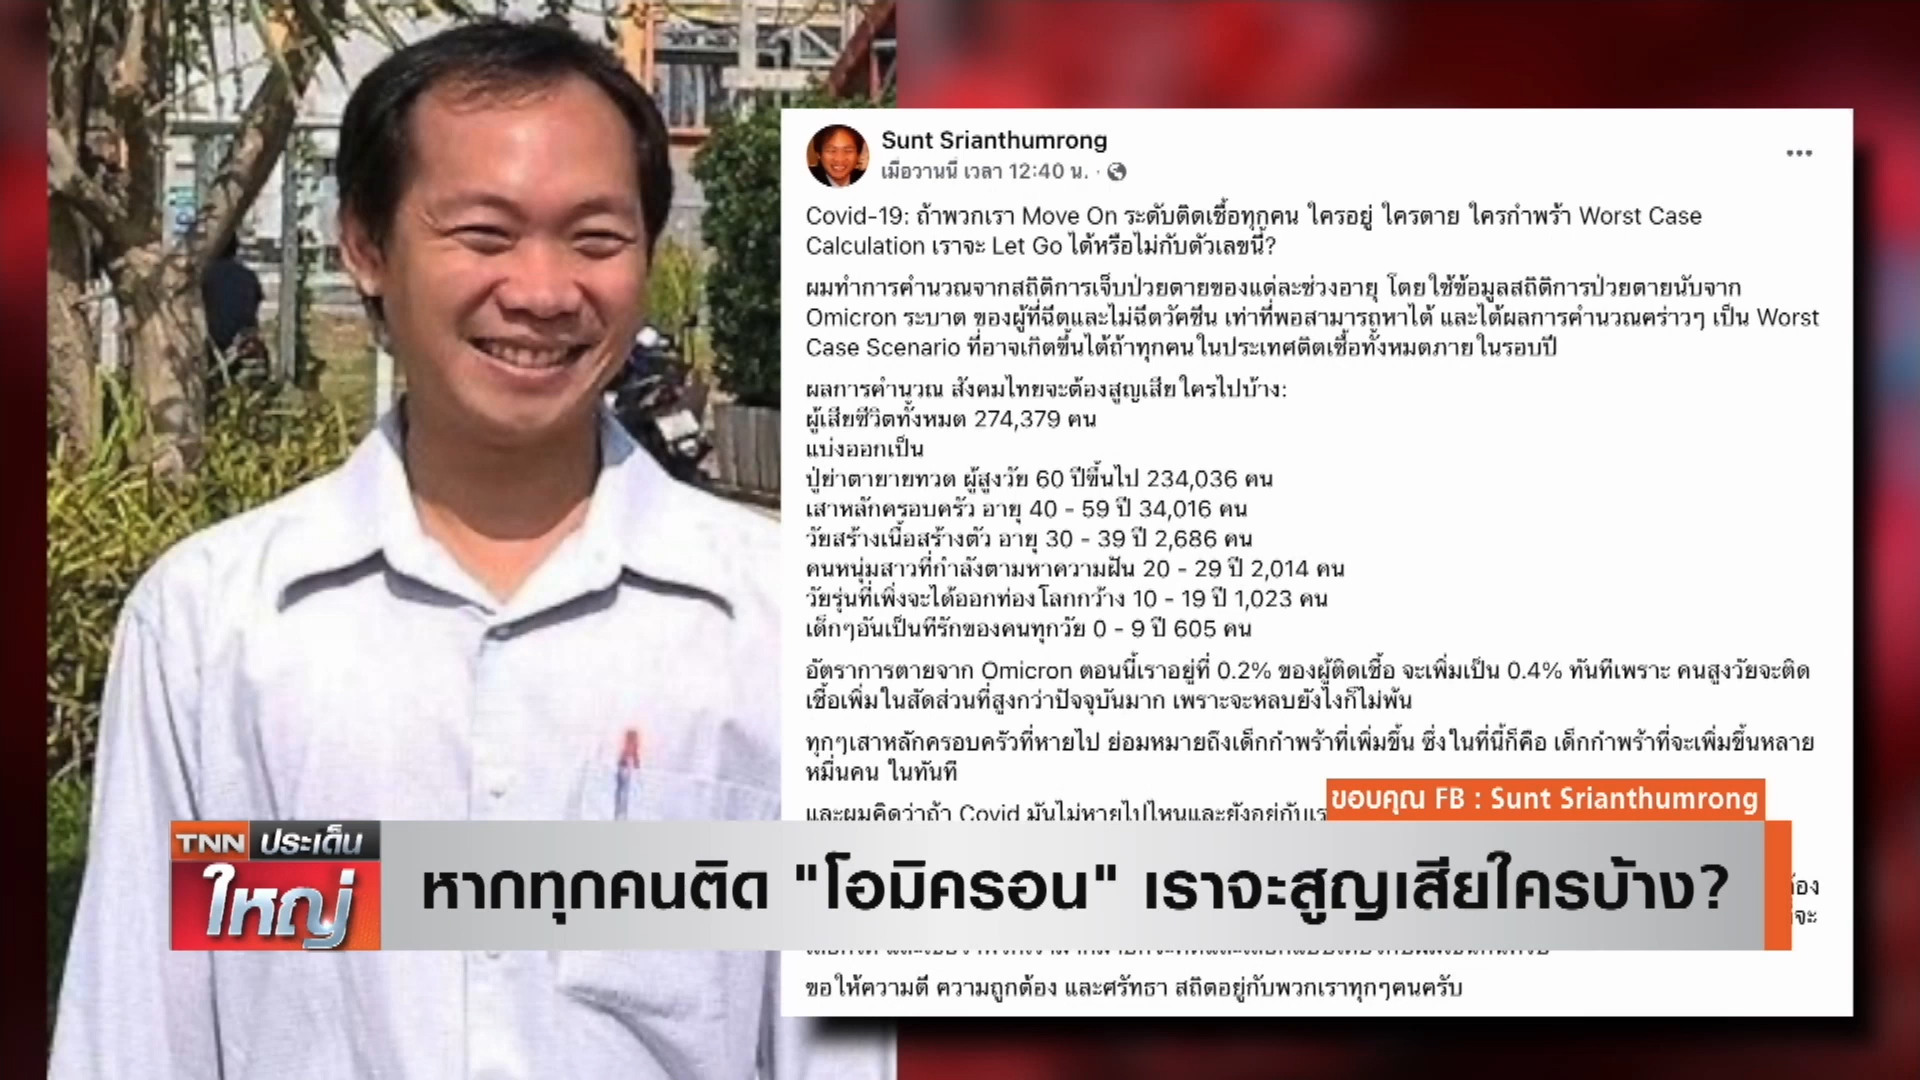 Sunt Srianthumrong
เมื่อวานนี้ เวลา 12:40 น. ·
Covid-19: ถ้าพวกเรา Move On ระดับติดเชื้อทุกคน ใครอยู่ ใครตาย ใครกำพร้า Worst Case
Calculation เราจะ Let Go ได้หรือไม่กับตัวเลขนี้?
ผมทำการคำนวณจากสถิติการเจ็บป่วยตายของแต่ละช่วงอายุ โดยใช้ข้อมูลสถิติการป่วยตายนับจาก
Omicron ระบาด ของผู้ที่ฉีดและไม่ฉีดวัคซีน เท่าที่พอสามารถหาได้ และได้ผลการคำนวณคร่าวๆ เป็น Worst
Case Scenario ที่อาจเกิดขึ้นได้ถ้าทุกคนในประเทศติดเชื้อทั้งหมดภายในรอบปี
ผลการคำนวณ สังคมไทยจะต้องสูญเสียใครไปบ้าง:
ผู้เสียชีวิตทั้งหมด 274,379 คน
แบ่งออกเป็น
ปู่ย่าตายายทวด ผู้สูงวัย 60 ปีขึ้นไป 234,036 คน
เสาหลักครอบครัว อายุ 40 - 59 ปี 34,016 คน
วัยสร้างเนื้อสร้างตัว อายุ 30 - 39 ปี 2,686 คน
คนหนุ่มสาวที่กำลังตามหาความฝัน 20 - 29 ปี 2,014 คน
วัยรุ่นที่เพิ่งจะได้ออกท่องโลกกว้าง 10 - 19 ปี 1,023 คน
เด็กๆอันเป็นที่รักของคนทุกวัย 0 - 9 ปี 605 คน
อัตราการตายจาก Omicron ตอนนี้เราอยู่ที่ 0.2% ของผู้ติดเชื้อ จะเพิ่มเป็น 0.4% ทันทีเพราะ คนสูงวัยจะติด
เชื้อเพิ่มในสัดส่วนที่สูงกว่าปัจจุบันมาก เพราะจะหลบยังไงก็ไม่พ้น
ทุกๆเสาหลักครอบครัวที่หายไป ย่อมหมายถึงเด็กกำพร้าที่เพิ่มขึ้น ซึ่งในที่นี้ก็คือ เด็กกำพร้าที่จะเพิ่มขึ้นหลาย
หมื่นคน ในทันที
และผมคิดว่าถ้า Covid มันไม่หายไปไหนและยังอยู่กับเร
ขอบคุณ FB : Sunt Srianthumrong
TNN ประเด็น
ใหญ่
หากทุกคนติด "โอมิครอน" เราจะสูญเสียใครบ้าง?
ขอให้ความดี ความถูกต้อง และศรัทธา สถิตอยู่กับพวกเราทุกๆคนครับ